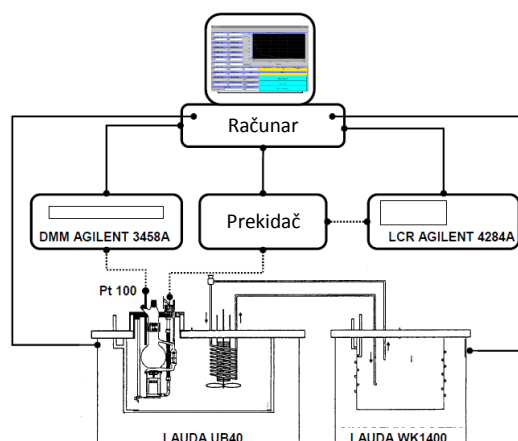 Računar
DMM AGILENT 3458A
Prekidač
LCR AGILENT 4284A
Pt 100
LAUDA UB40
LAUDA WK1400